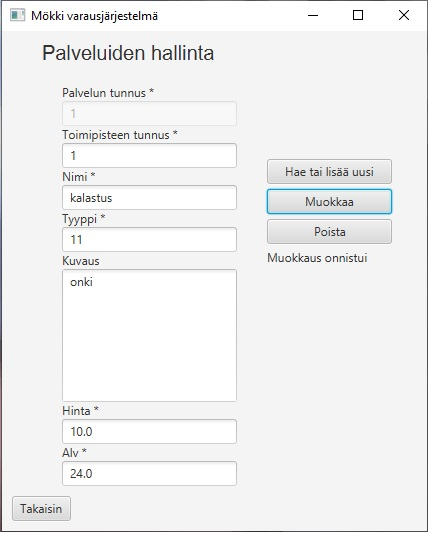 Mökki varausjärjestelmä
Palveluiden hallinta
Palvelun tunnus *
1
Toimipisteen tunnus *
1
Nimi *
kalastus
Tyyppi *
11
Kuvaus
onki
Hinta *
10.0
Alv *
24.0
Hae tai lisää uusi
Muokkaa
Poista
Muokkaus onnistui
Takaisin